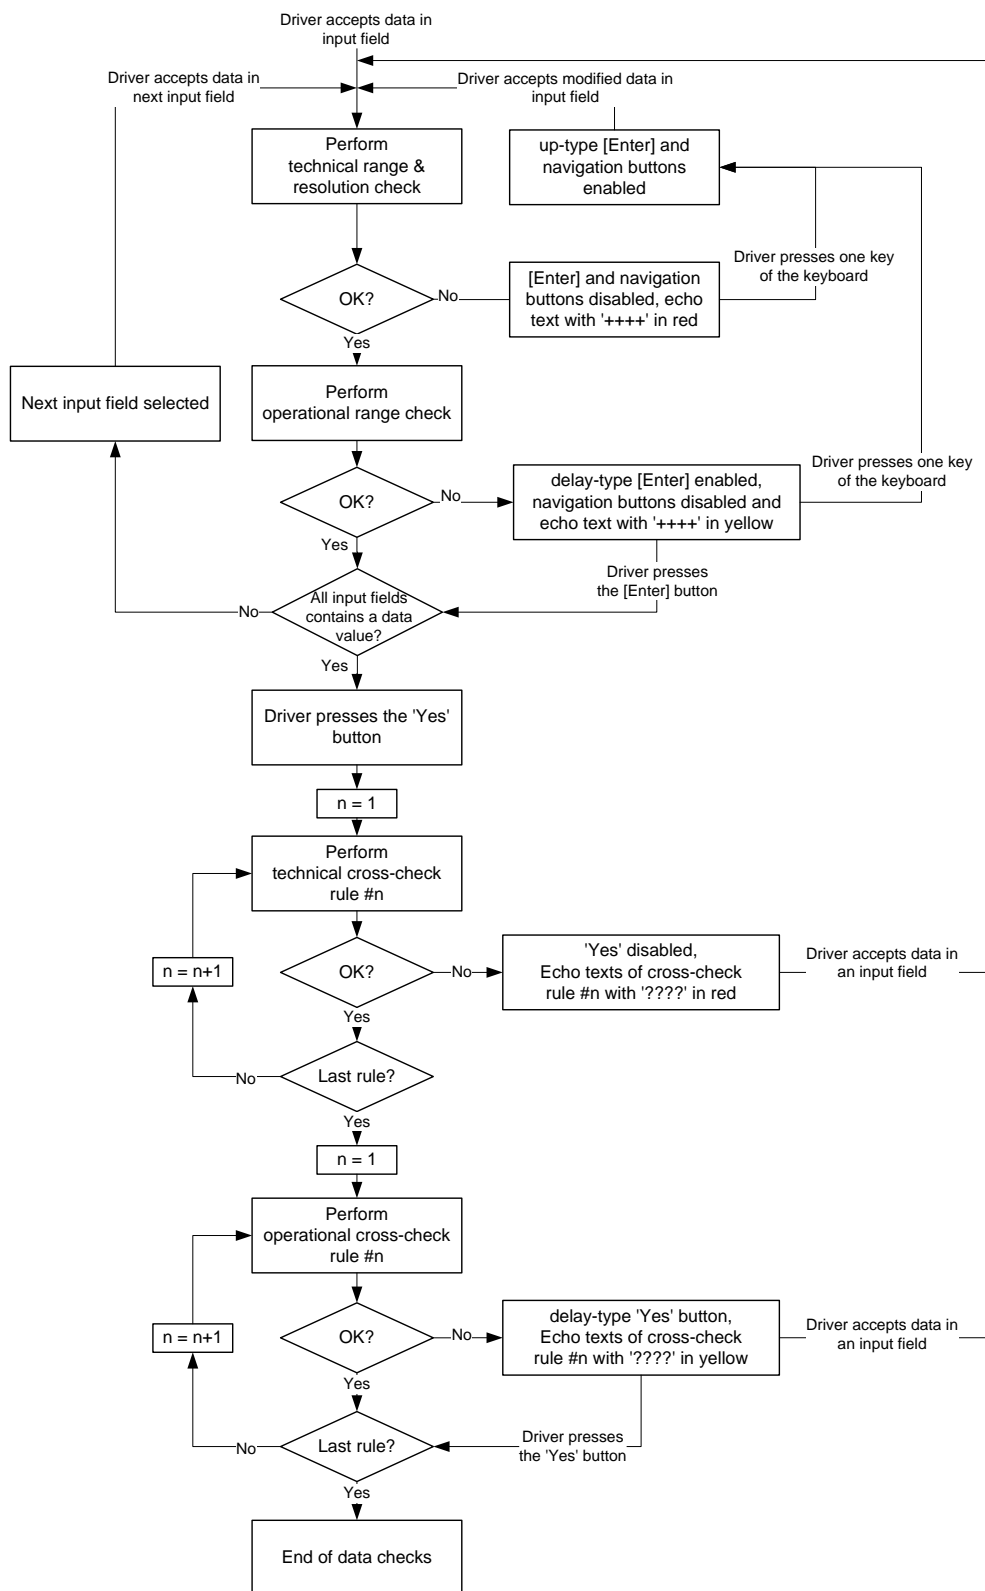 Driver accepts data in
input field
Driver accepts data in
next input field
Driver accepts modified data in
input field
Perform
technical range &
resolution check
up-type [Enter] and
navigation buttons
enabled
Driver presses one key
of the keyboard
OK?
No
[Enter] and navigation
buttons disabled, echo
text with '++++' in red
Yes
Next input field selected
Perform
operational range check
Driver presses one key
of the keyboard
OK?
No
delay-type [Enter] enabled,
navigation buttons disabled and
echo text with '++++' in yellow
Yes
Driver presses
the [Enter] button
No
All input fields
contains a data
value?
Yes
Driver presses the 'Yes'
button
n = 1
Perform
technical cross-check
rule #n
n = n+1
OK?
No
'Yes' disabled,
Echo texts of cross-check
rule #n with '????' in red
Driver accepts data in
an input field
Yes
No
Last rule?
Yes
n = 1
Perform
operational cross-check
rule #n
n = n+1
OK?
No
delay-type 'Yes' button,
Echo texts of cross-check
rule #n with '????' in yellow
Driver accepts data in
an input field
Yes
No
Last rule?
Driver presses
the 'Yes' button
Yes
End of data checks